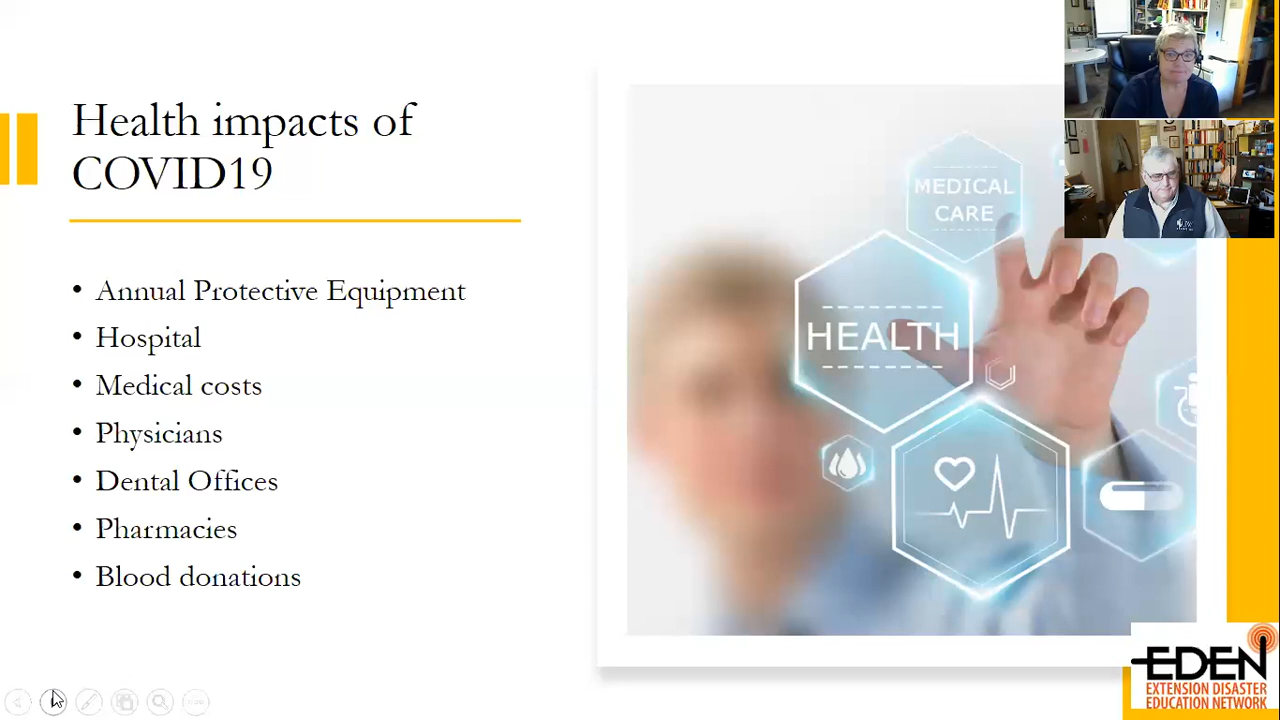 Health impacts of
COVID19
• Annual Protective Equipment
• Hospital
• Medical costs
• Physicians
• Dental Offices
• Pharmacies
• Blood donations
MEDICAL
CARE
HEALTH
EDEN
EXTENSION DISASTER
EDUCATION NETWORK